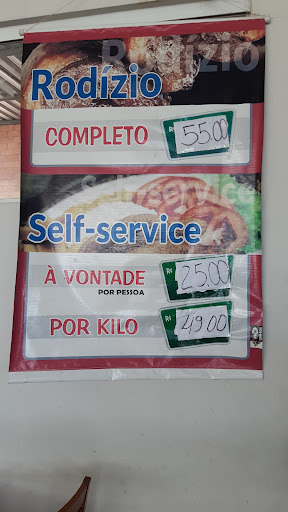 Rodízio
Rodízio
COMPLETO R$ 55.00
Self-service
Self-service
À VONTADE R$ 25.00
POR PESSOA
POR KILO R$ 49.00